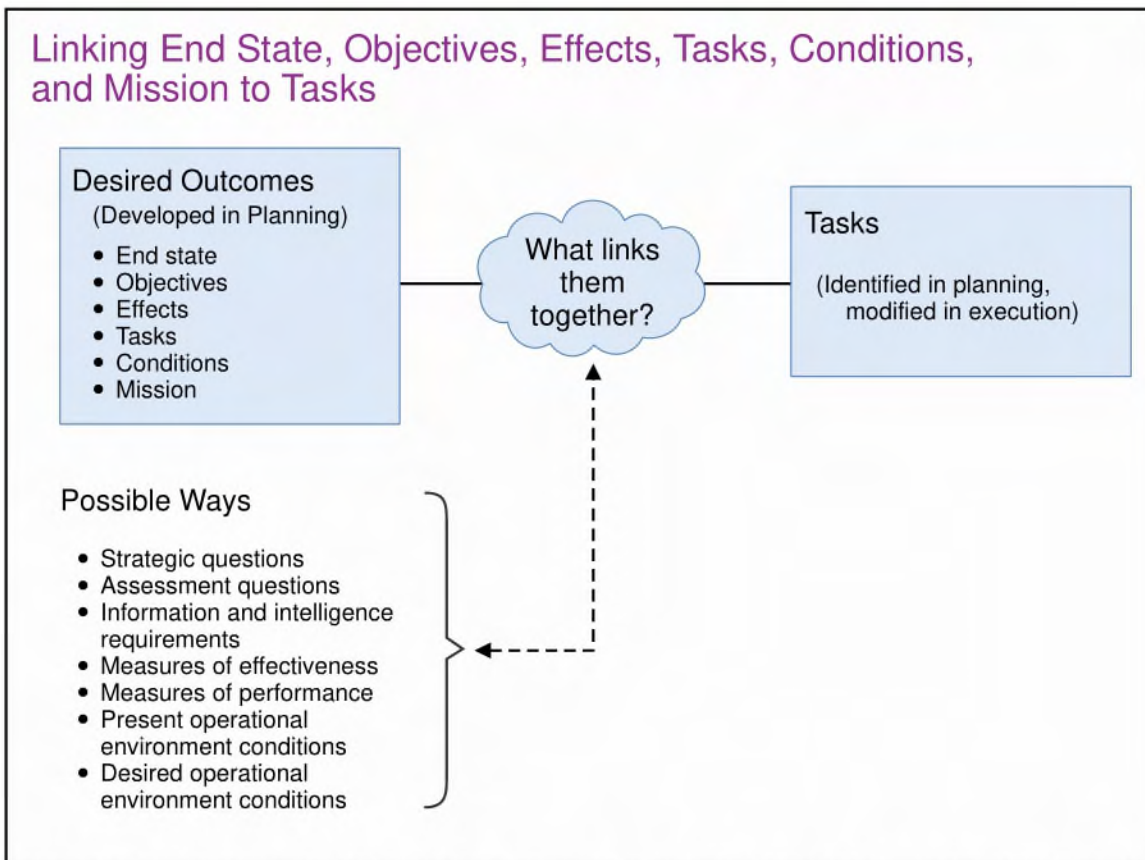 Linking End State, Objectives, Effects, Tasks, Conditions,
and Mission to Tasks
Desired Outcomes
(Developed in Planning)
• End state
• Objectives
• Effects
• Tasks
• Conditions
• Mission
What links
them
together?
Tasks
(Identified in planning,
modified in execution)
Possible Ways
• Strategic questions
• Assessment questions
• Information and intelligence
requirements
• Measures of effectiveness
• Measures of performance
• Present operational
environment conditions
• Desired operational
environment conditions